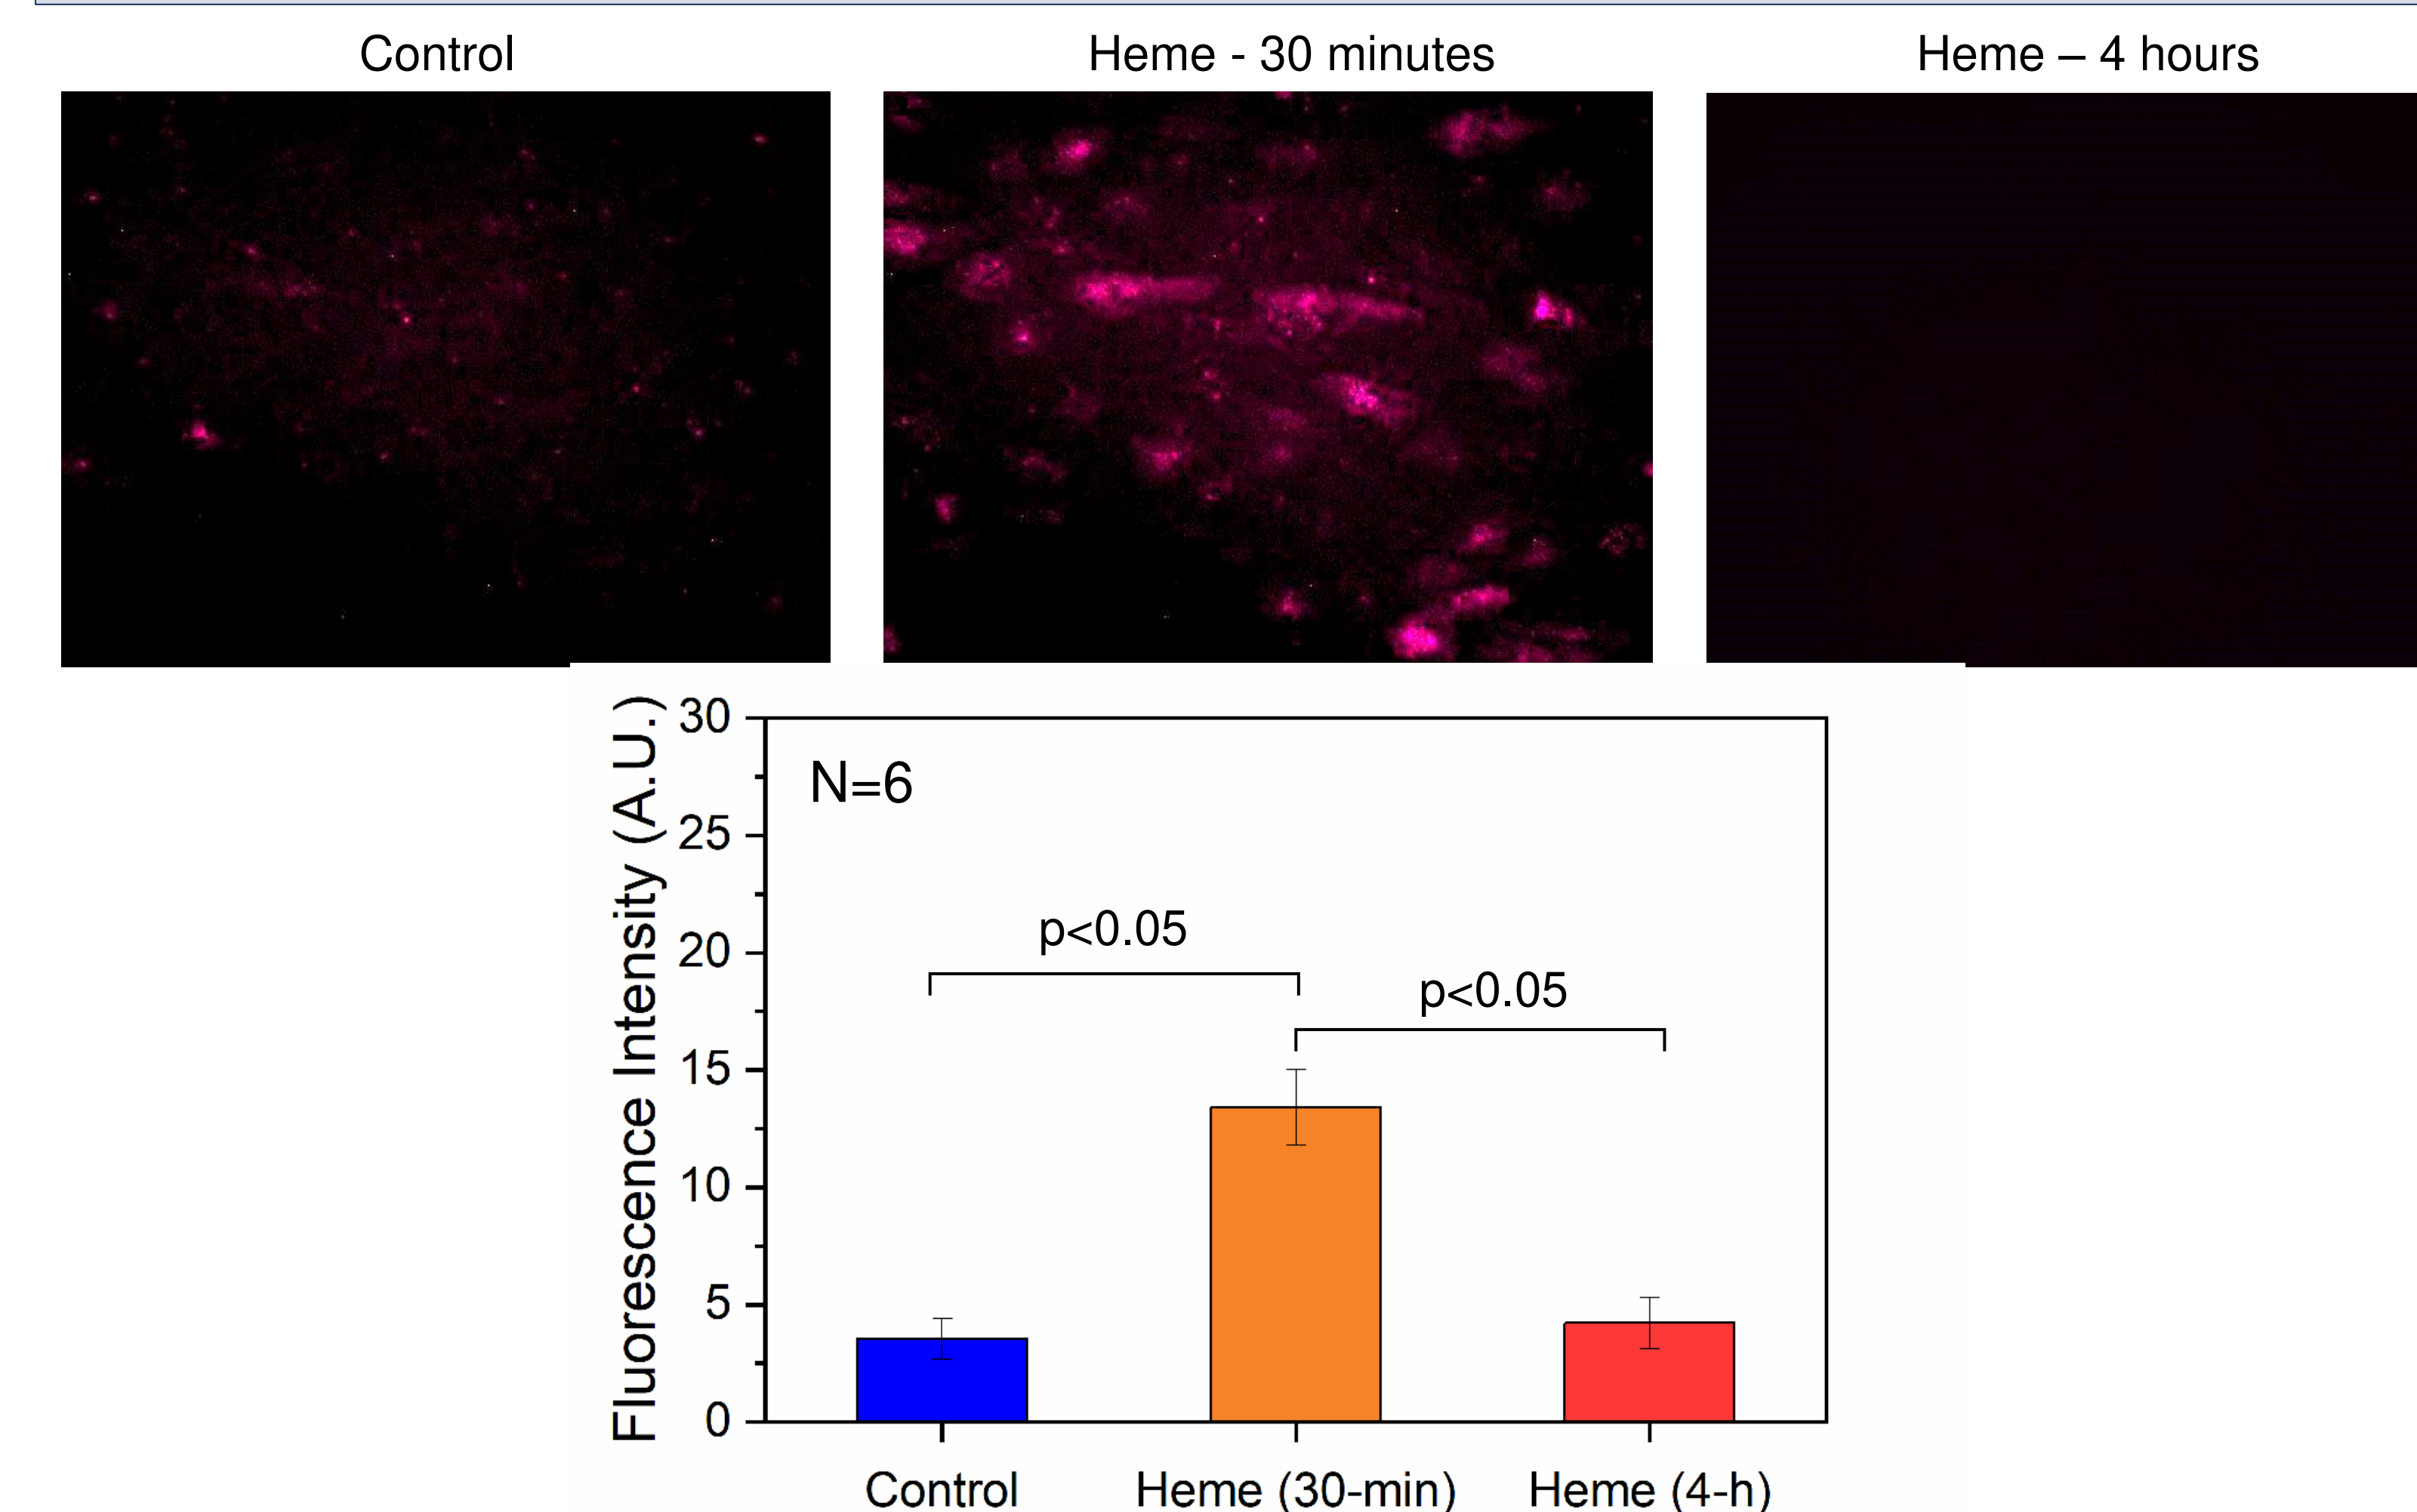 Control
Heme - 30 minutes
Heme – 4 hours
Fluorescence Intensity (A.U.)
30
25
20
15
10
5
0
N=6
p<0.05
p<0.05
Control
Heme (30-min)
Heme (4-h)